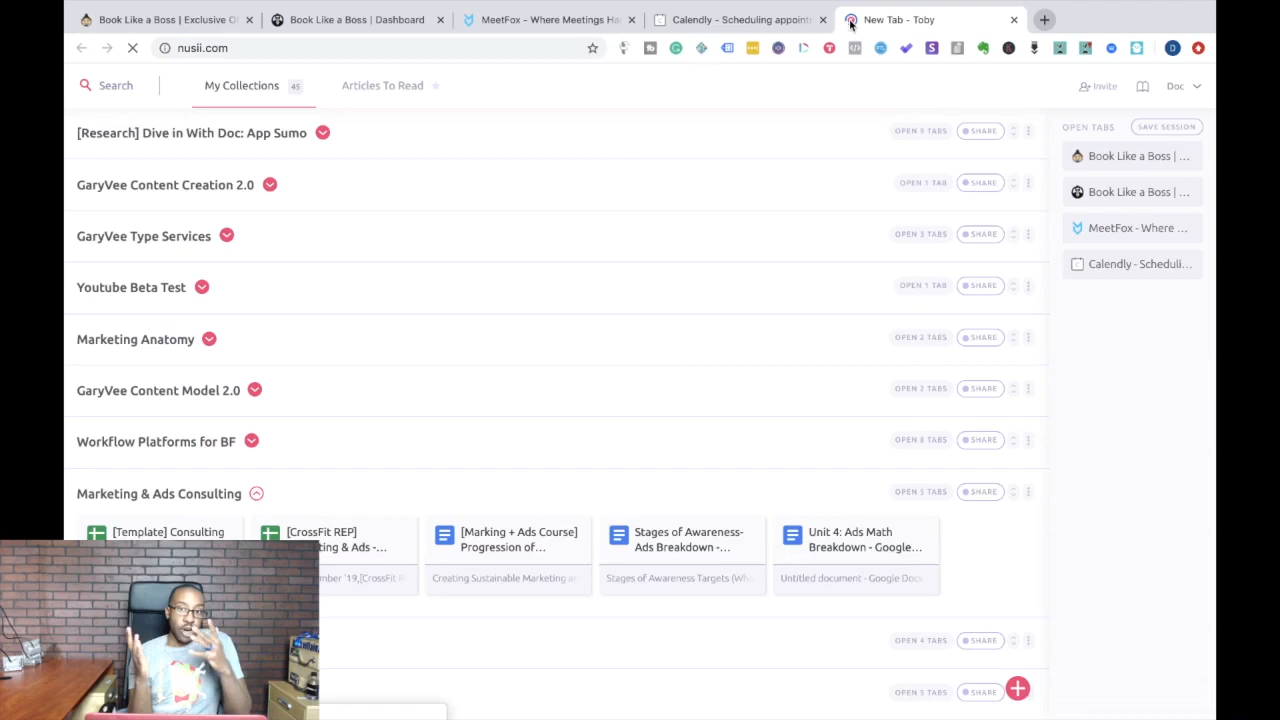 Book Like a Boss | Exclusive O
Book Like a Boss | Dashboard
MeetFox - Where Meetings Ha
Calendly - Scheduling appoint
New Tab - Toby
nusii.com
Search
My Collections 45
Articles To Read
Invite
Doc
[Research] Dive in With Doc: App Sumo
OPEN 9 TABS
SHARE
GaryVee Content Creation 2.0
OPEN 1 TAB
SHARE
GaryVee Type Services
OPEN 3 TABS
SHARE
Youtube Beta Test
OPEN 1 TAB
SHARE
Marketing Anatomy
OPEN 2 TABS
SHARE
GaryVee Content Model 2.0
OPEN 2 TABS
SHARE
Workflow Platforms for BF
OPEN 8 TABS
SHARE
Marketing & Ads Consulting
OPEN 5 TABS
SHARE
[Template] Consulting
[CrossFit REP]
ting & Ads -...
mber '19,[CrossFit R
[Marking + Ads Course]
Progression of...
Creating Sustainable Marketing a
Stages of Awareness-
Ads Breakdown -...
Stages of Awareness Targets (Wh
Unit 4: Ads Math
Breakdown - Google...
Untitled document - Google Docs
OPEN 4 TABS
SHARE
OPEN 5 TABS
SHARE
OPEN TABS
SAVE SESSION
Book Like a Boss | ...
Book Like a Boss | ...
MeetFox - Where ...
Calendly - Scheduli...